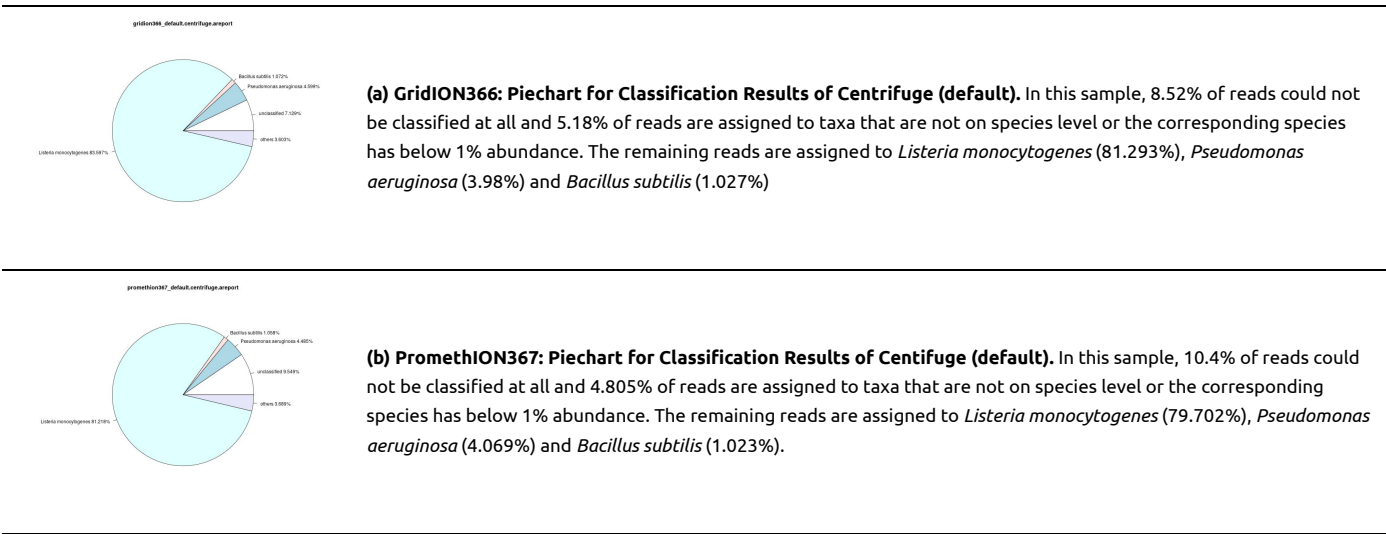 gridion366_default.centrifuge.areport
Bacillus subtilis 1.072%
Pseudomonas aeruginosa 4.599%
unclassified 7.128%
others 3.603%
Listeria monocytogenes 83.597%
(a) GridION366: Piechart for Classification Results of Centrifuge (default). In this sample, 8.52% of reads could not
be classified at all and 5.18% of reads are assigned to taxa that are not on species level or the corresponding species
has below 1% abundance. The remaining reads are assigned to Listeria monocytogenes (81.293%), Pseudomonas
aeruginosa (3.98%) and Bacillus subtilis (1.027%)
promethion367_default.centrifuge.areport
Bacillus subtilis 1.058%
Pseudomonas aeruginosa 4.485%
unclassified 9.549%
others 3.689%
Listeria monocytogenes 81.218%
(b) PromethION367: Piechart for Classification Results of Centifuge (default). In this sample, 10.4% of reads could
not be classified at all and 4.805% of reads are assigned to taxa that are not on species level or the corresponding
species has below 1% abundance. The remaining reads are assigned to Listeria monocytogenes (79.702%), Pseudomonas
aeruginosa (4.069%) and Bacillus subtilis (1.023%).